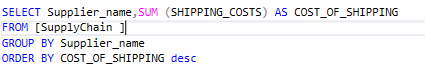 SELECT Supplier_name,SUM (SHIPPING_COSTS) AS COST_OF_SHIPPING
FROM [SupplyChain ]
GROUP BY Supplier_name
ORDER BY COST_OF_SHIPPING desc